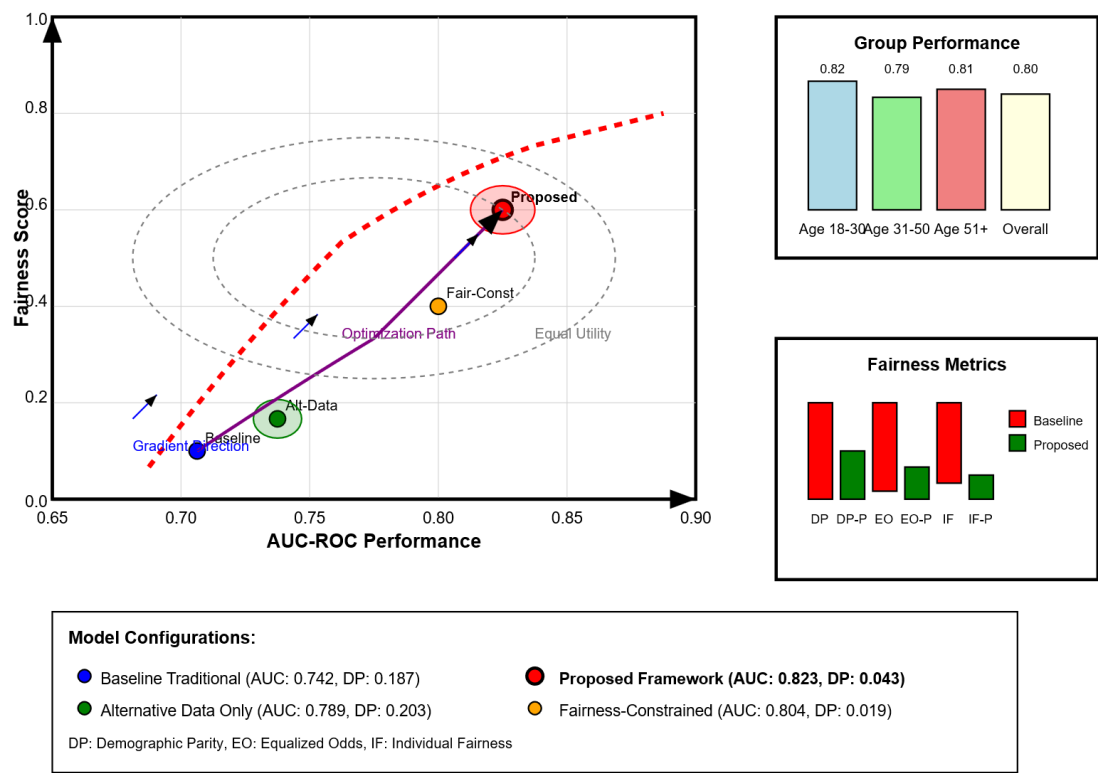 1.0
0.8
0.6
0.4
0.2
0.0
Fairness Score
0.65
0.70
0.75
0.80
0.85
0.90
AUC-ROC Performance
Proposed
Fair-Const
Optimization Path
Equal Utility
Alt-Data
Baseline
Gradient Direction
Group Performance
0.82
0.79
0.81
0.80
Age 18-30
Age 31-50
Age 51+
Overall
Fairness Metrics
Baseline
Proposed
DP
DP-P
EO
EO-P
IF
IF-P
Model Configurations:
Baseline Traditional (AUC: 0.742, DP: 0.187)
Proposed Framework (AUC: 0.823, DP: 0.043)
Alternative Data Only (AUC: 0.789, DP: 0.203)
Fairness-Constrained (AUC: 0.804, DP: 0.019)
DP: Demographic Parity, EO: Equalized Odds, IF: Individual Fairness